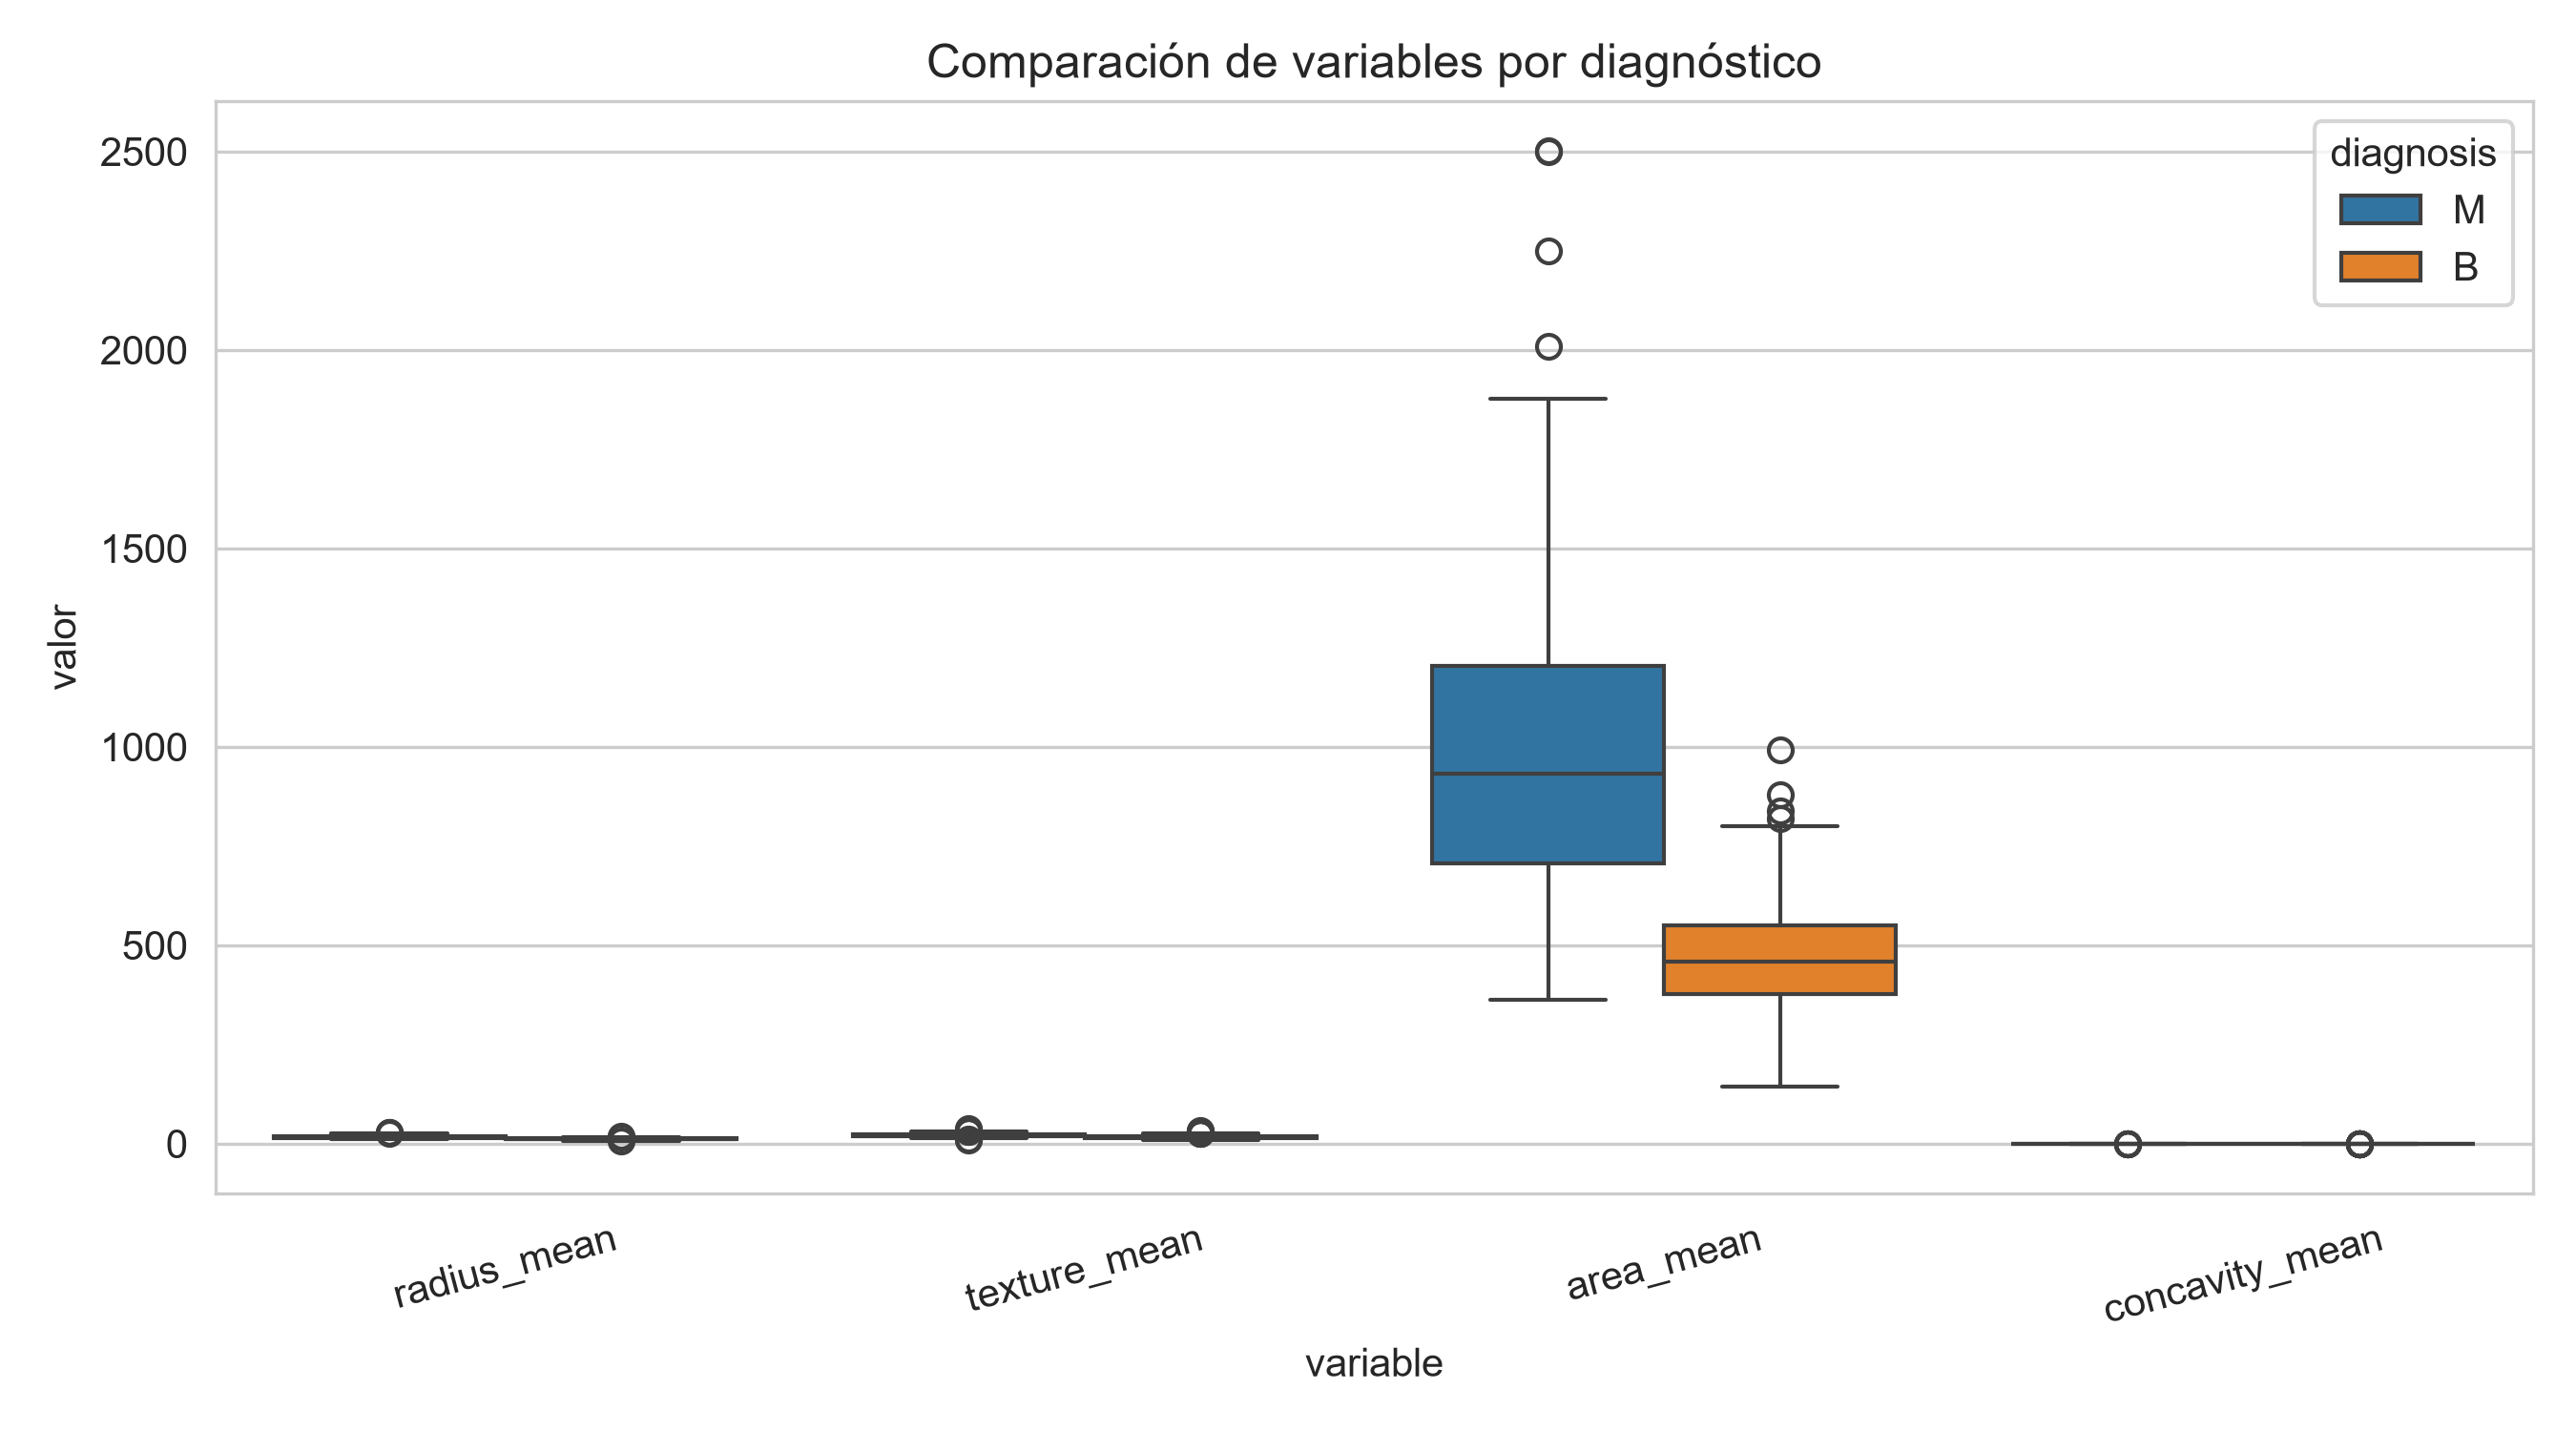 Comparación de variables por diagnóstico
diagnosis
M
B
2500
2000
1500
1000
500
0
valor
radius_mean
texture_mean
area_mean
concavity_mean
variable